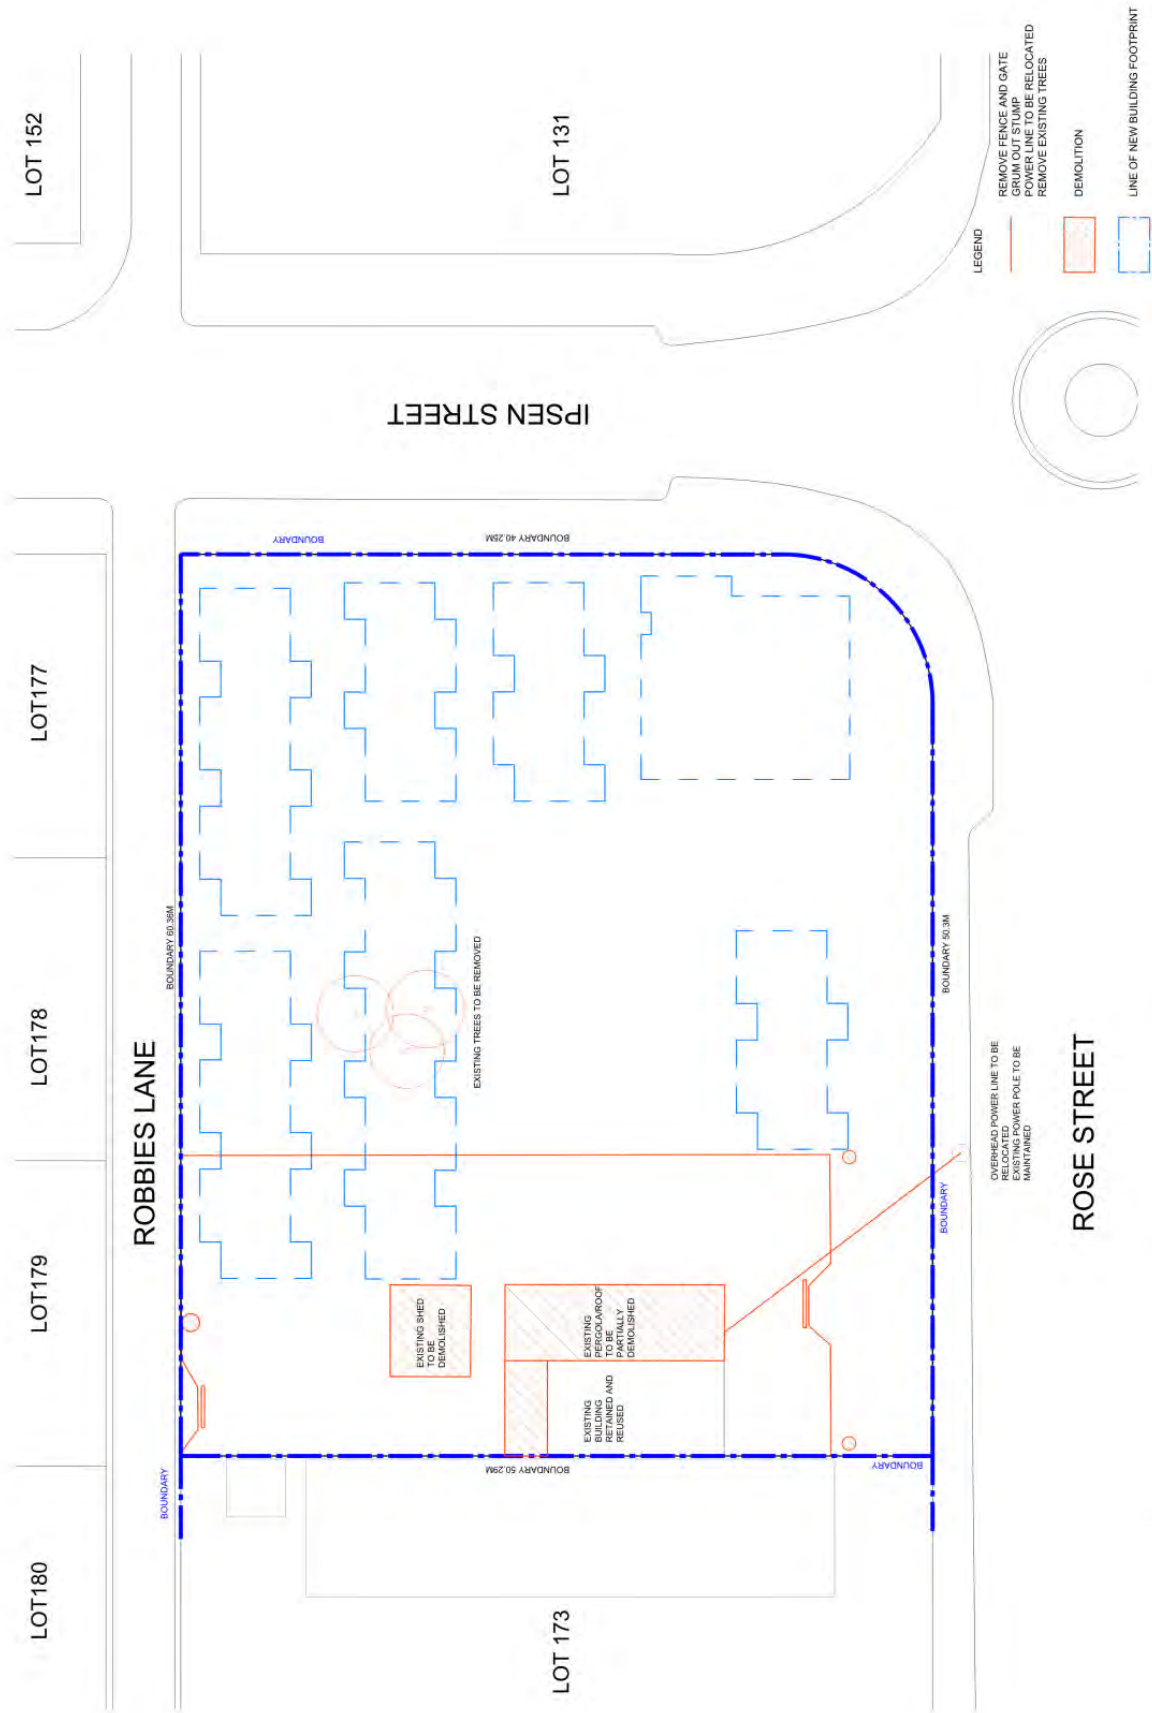 LOT 152
LOT 131
LOT177
LOT178
LOT179
LOT180
LOT 173
ROBBIES LANE
IPSEN STREET
ROSE STREET
BOUNDARY
BOUNDARY 40.25M
BOUNDARY 60.36M
BOUNDARY 50.3M
BOUNDARY
BOUNDARY 50.29M
BOUNDARY
BOUNDARY
EXISTING TREES TO BE REMOVED
EXISTING SHED
TO BE
DEMOLISHED
EXISTING
PERGOLA/ROOF
TO BE
PARTIALLY
DEMOLISHED
EXISTING
BUILDING
RETAINED AND
REUSED
OVERHEAD POWER LINE TO BE
RELOCATED
EXISTING POWER POLE TO BE
MAINTAINED
LEGEND
REMOVE FENCE AND GATE
GRUM OUT STUMP
POWER LINE TO BE RELOCATED
REMOVE EXISTING TREES
DEMOLITION
LINE OF NEW BUILDING FOOTPRINT